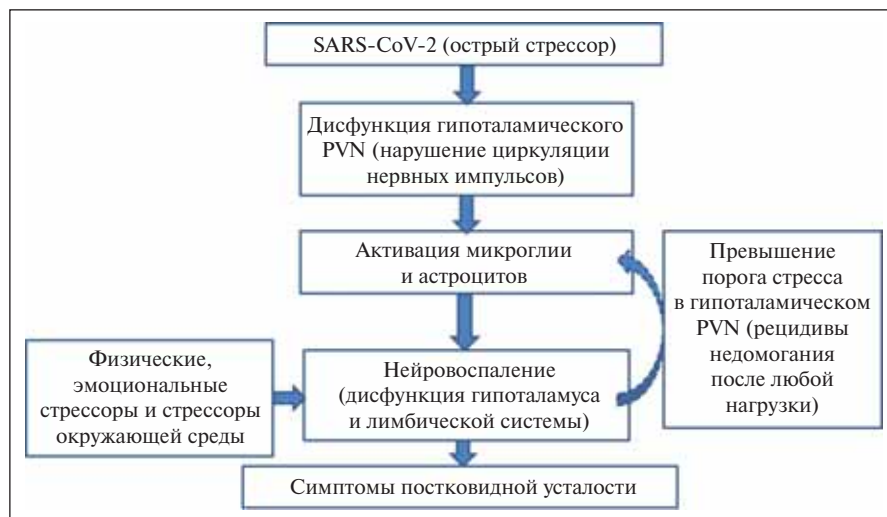 SARS-CoV-2 (острый стрессор)
Дисфункция гипоталамического
PVN (нарушение циркуляции
нервных импульсов)
Активация микроглии
и астроцитов
Превышение
порога стресса
в гипоталамическом
PVN (рецидивы
недомогания
после любой
нагрузки)
Физические,
эмоциональные
стрессоры и стрессоры
окружающей среды
Нейровоспаление
(дисфункция гипоталамуса
и лимбической системы)
Симптомы постковидной усталости